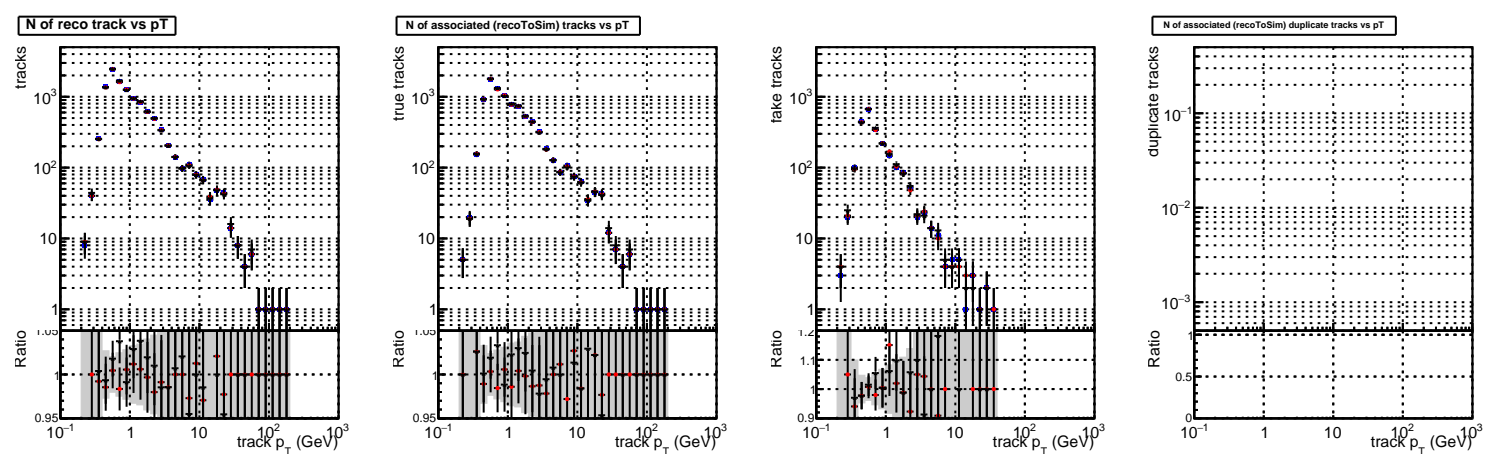 N of reco track vs pT
tracks
10³
10²
10
1
1.05
Ratio
1
0.95
10⁻¹ 1 10 10² 10³
track p_T (GeV)
N of associated (recoToSim) tracks vs pT
true tracks
10³
10²
10
1
1.05
Ratio
1
0.95
10⁻¹ 1 10 10² 10³
track p_T (GeV)
fake tracks
10³
10²
10
1
1.2
Ratio
1.1
1
0.9
10⁻¹ 1 10 10² 10³
track p_T (GeV)
N of associated (recoToSim) duplicate tracks vs pT
duplicate tracks
10⁻¹
10⁻²
10⁻³
Ratio
1
0.5
0
10⁻¹ 1 10 10² 10³
track p_T (GeV)